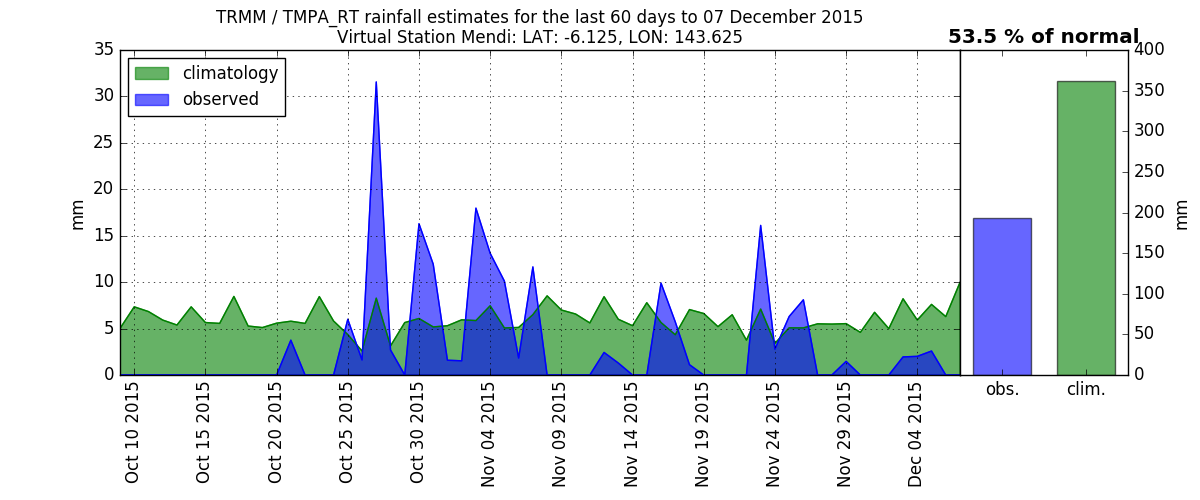 TRMM / TMPA_RT rainfall estimates for the last 60 days to 07 December 2015
Virtual Station Mendi: LAT: -6.125, LON: 143.625
53.5 % of normal
climatology
observed
35
30
25
20
15
10
5
0
mm
Oct 10 2015
Oct 15 2015
Oct 20 2015
Oct 25 2015
Oct 30 2015
Nov 04 2015
Nov 09 2015
Nov 14 2015
Nov 19 2015
Nov 24 2015
Nov 29 2015
Dec 04 2015
400
350
300
250
200
150
100
50
0
mm
obs.
clim.